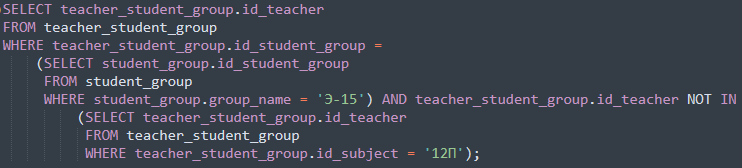 SELECT teacher_student_group.id_teacher
FROM teacher_student_group
WHERE teacher_student_group.id_student_group =
(SELECT student_group.id_student_group
FROM student_group
WHERE student_group.group_name = 'Э-15') AND teacher_student_group.id_teacher NOT IN
(SELECT teacher_student_group.id_teacher
FROM teacher_student_group
WHERE teacher_student_group.id_subject = '12П');